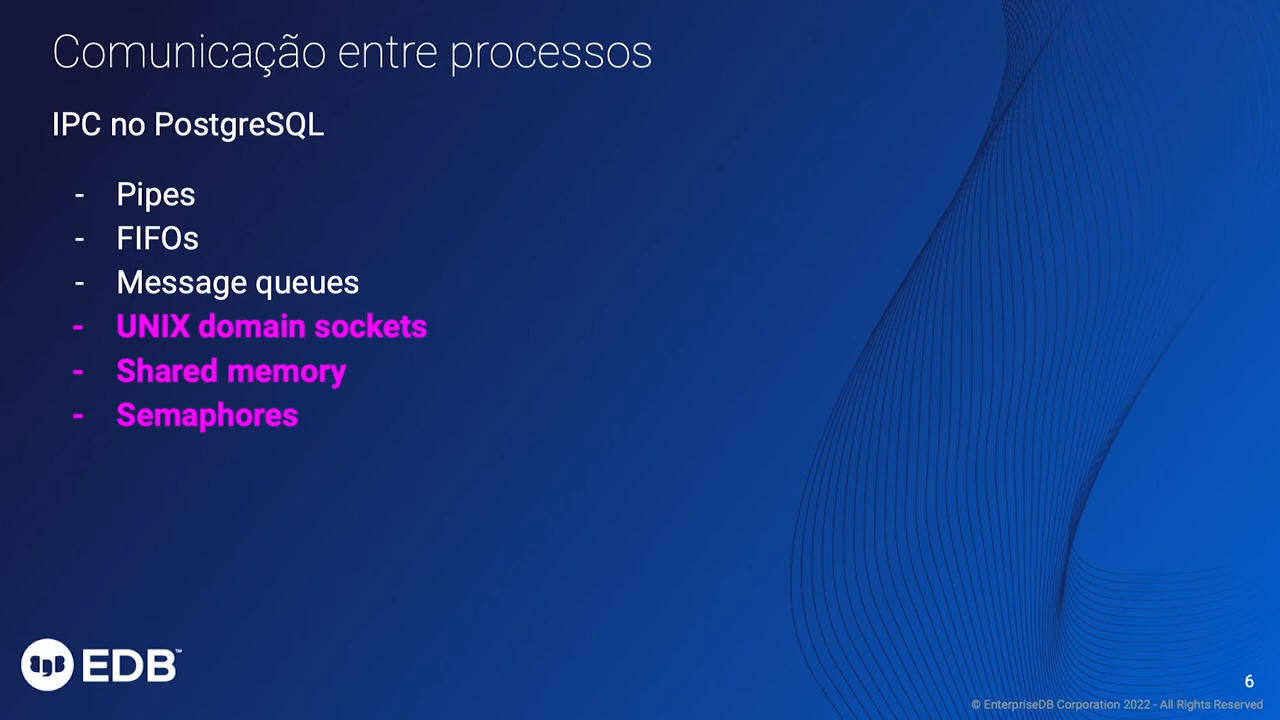 Comunicação entre processos
IPC no PostgreSQL
- Pipes
- FIFOs
- Message queues
- UNIX domain sockets
- Shared memory
- Semaphores
EDB™
6
© EnterpriseDB Corporation 2022 - All Rights Reserved